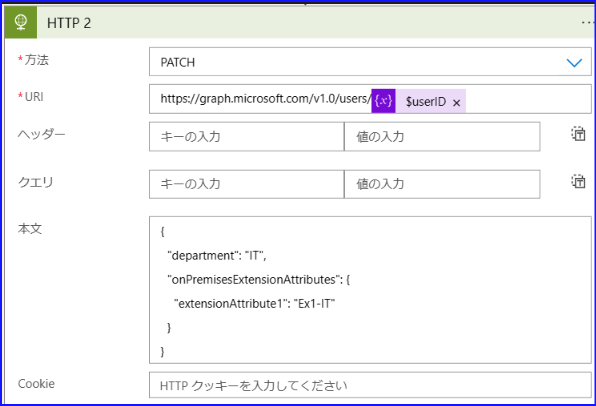 HTTP 2
*方法
PATCH
*URI
https://graph.microsoft.com/v1.0/users/ {x} $userID ×
ヘッダー
キーの入力 値の入力
クエリ
キーの入力 値の入力
本文
{
"department": "IT",
"onPremisesExtensionAttributes": {
"extensionAttribute1": "Ex1-IT"
}
}
Cookie
HTTP クッキーを入力してください